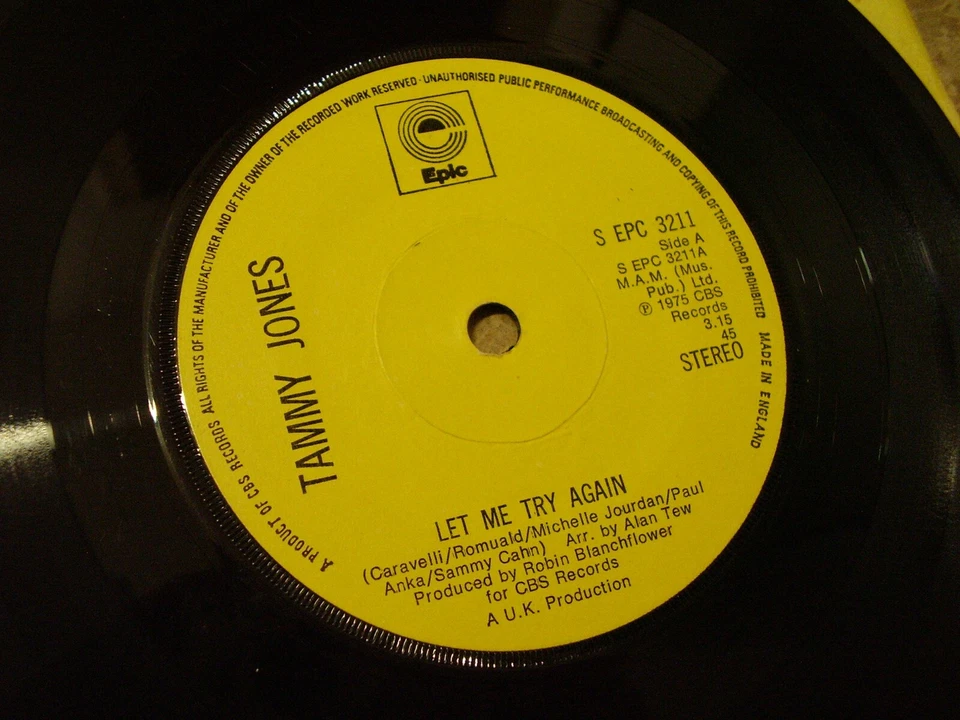 A PRODUCT OF CBS RECORDS ALL RIGHTS OF THE MANUFACTURER AND OF THE OWNER OF THE RECORDED WORK RESERVED · UNAUTHORISED PUBLIC PERFORMANCE BROADCASTING AND COPYING OF THIS RECORD PROHIBITED MADE IN ENGLAND
Epic
TAMMY JONES
S EPC 3211
Side A
S EPC 3211A
M.A.M. (Mus.
Pub.) Ltd.
℗ 1975 CBS
Records
3.15
45
STEREO
LET ME TRY AGAIN
(Caravelli/Romuald/Michelle Jourdan/Paul
Anka/Sammy Cahn) Arr. by Alan Tew
Produced by Robin Blanchflower
for CBS Records
A U.K. Production